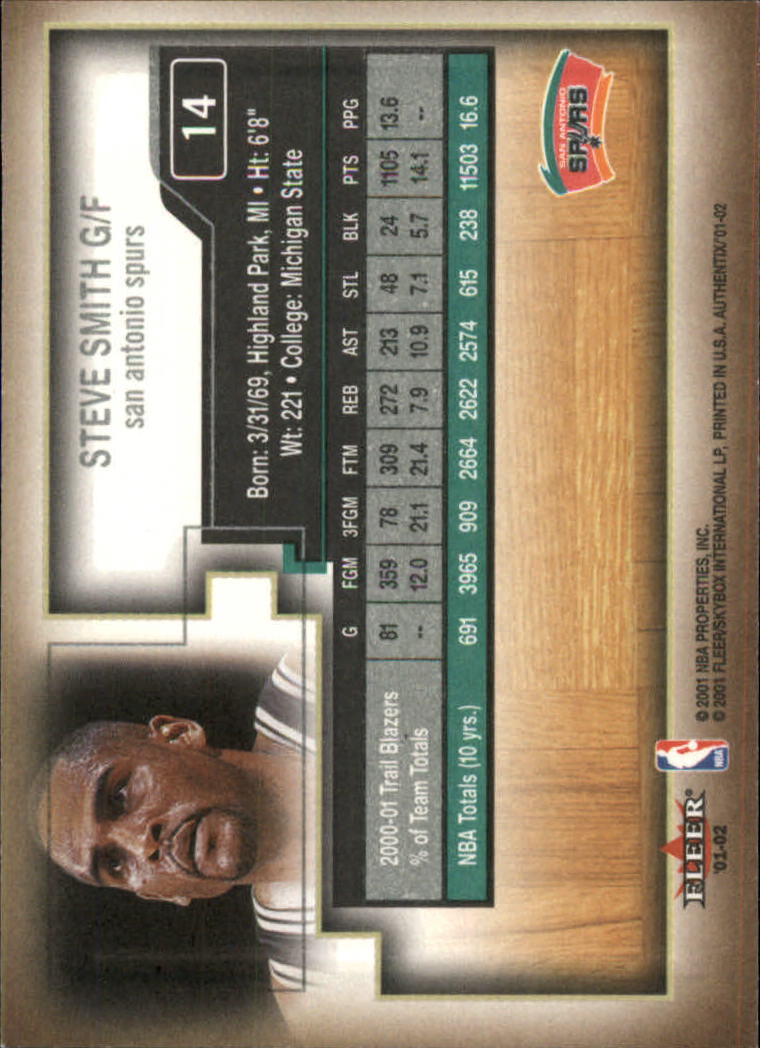 STEVE SMITH G/F
san antonio spurs
14
Born: 3/31/69, Highland Park, MI • Ht: 6'8"
Wt: 221 • College: Michigan State
G FGM 3FGM FTM REB AST STL BLK PTS PPG
2000-01 Trail Blazers 81 359 78 309 272 213 48 24 1105 13.6
% of Team Totals -- 12.0 21.1 21.4 7.9 10.9 7.1 5.7 14.1 --
NBA Totals (10 yrs.) 691 3965 909 2664 2622 2574 615 238 11503 16.6
SAN ANTONIO
SPURS
FLEER®
'01-02
NBA
© 2001 NBA PROPERTIES, INC.
© 2001 FLEER/SKYBOX INTERNATIONAL LP, PRINTED IN U.S.A. AUTHENTIX/'01-02